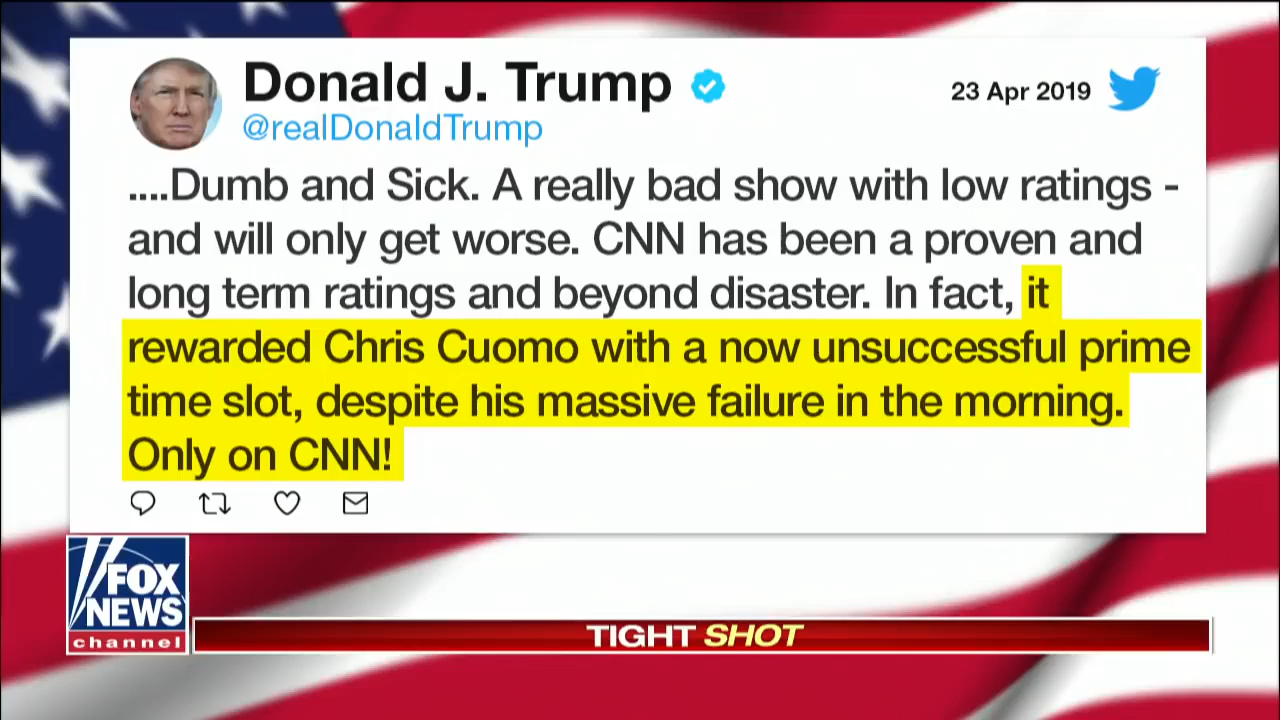 Donald J. Trump
23 Apr 2019
@realDonaldTrump
....Dumb and Sick. A really bad show with low ratings -
and will only get worse. CNN has been a proven and
long term ratings and beyond disaster. In fact, it
rewarded Chris Cuomo with a now unsuccessful prime
time slot, despite his massive failure in the morning.
Only on CNN!
FOX
NEWS
channel
TIGHT SHOT